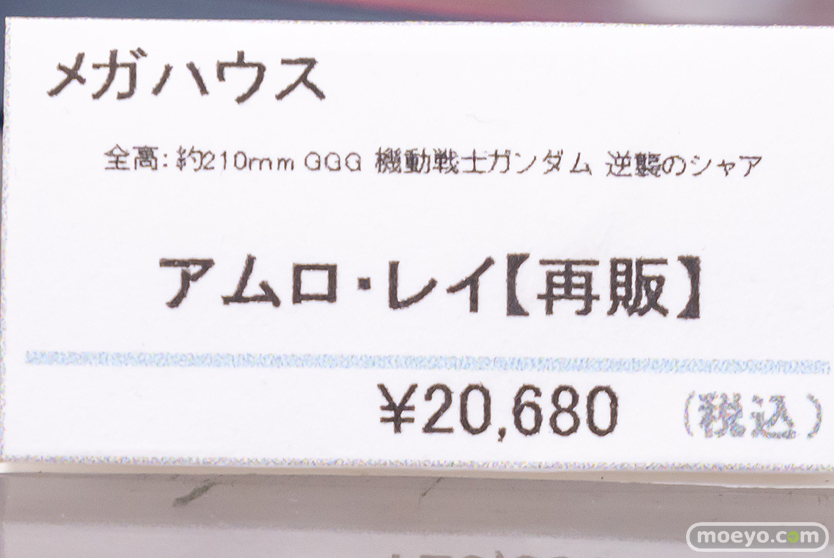 メガハウス
全高：約210mm GGG 機動戦士ガンダム 逆襲のシャア
アムロ・レイ【再販】
¥20,680 (税込)
moeyo.com